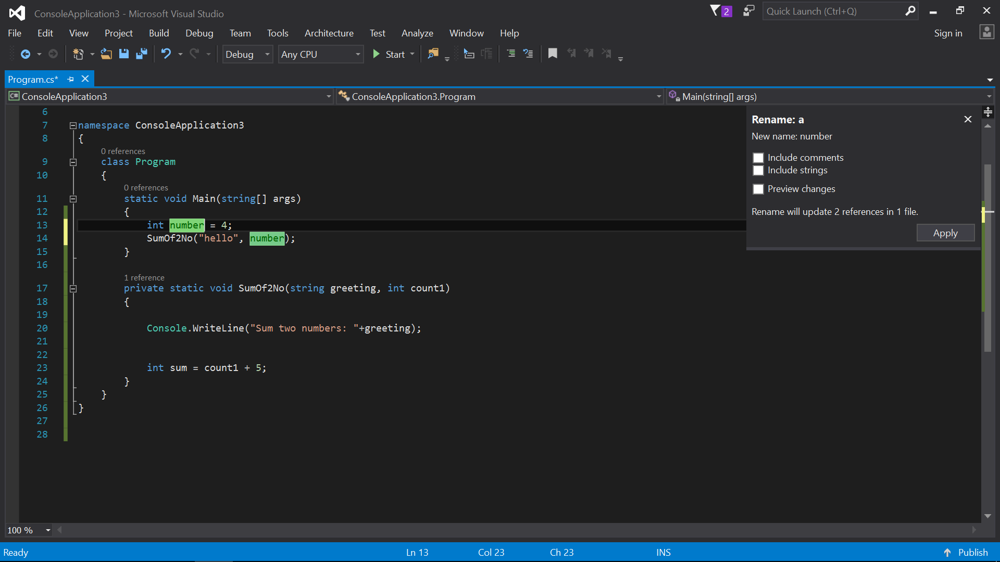 ConsoleApplication3 - Microsoft Visual Studio
2
Quick Launch (Ctrl+Q)
File Edit View Project Build Debug Team Tools Architecture Test Analyze Window Help
Sign in
Debug Any CPU Start
Program.cs*
C# ConsoleApplication3 ConsoleApplication3.Program Main(string[] args)
6
7 namespace ConsoleApplication3
8 {
0 references
9 class Program
10 {
0 references
11 static void Main(string[] args)
12 {
13 int number = 4;
14 SumOf2No("hello", number);
15 }
16
1 reference
17 private static void SumOf2No(string greeting, int count1)
18 {
19
20 Console.WriteLine("Sum two numbers: "+greeting);
21
22
23 int sum = count1 + 5;
24 }
25 }
26 }
27
28
Rename: a
New name: number
Include comments
Include strings
Preview changes
Rename will update 2 references in 1 file.
Apply
100 %
Ready Ln 13 Col 23 Ch 23 INS Publish